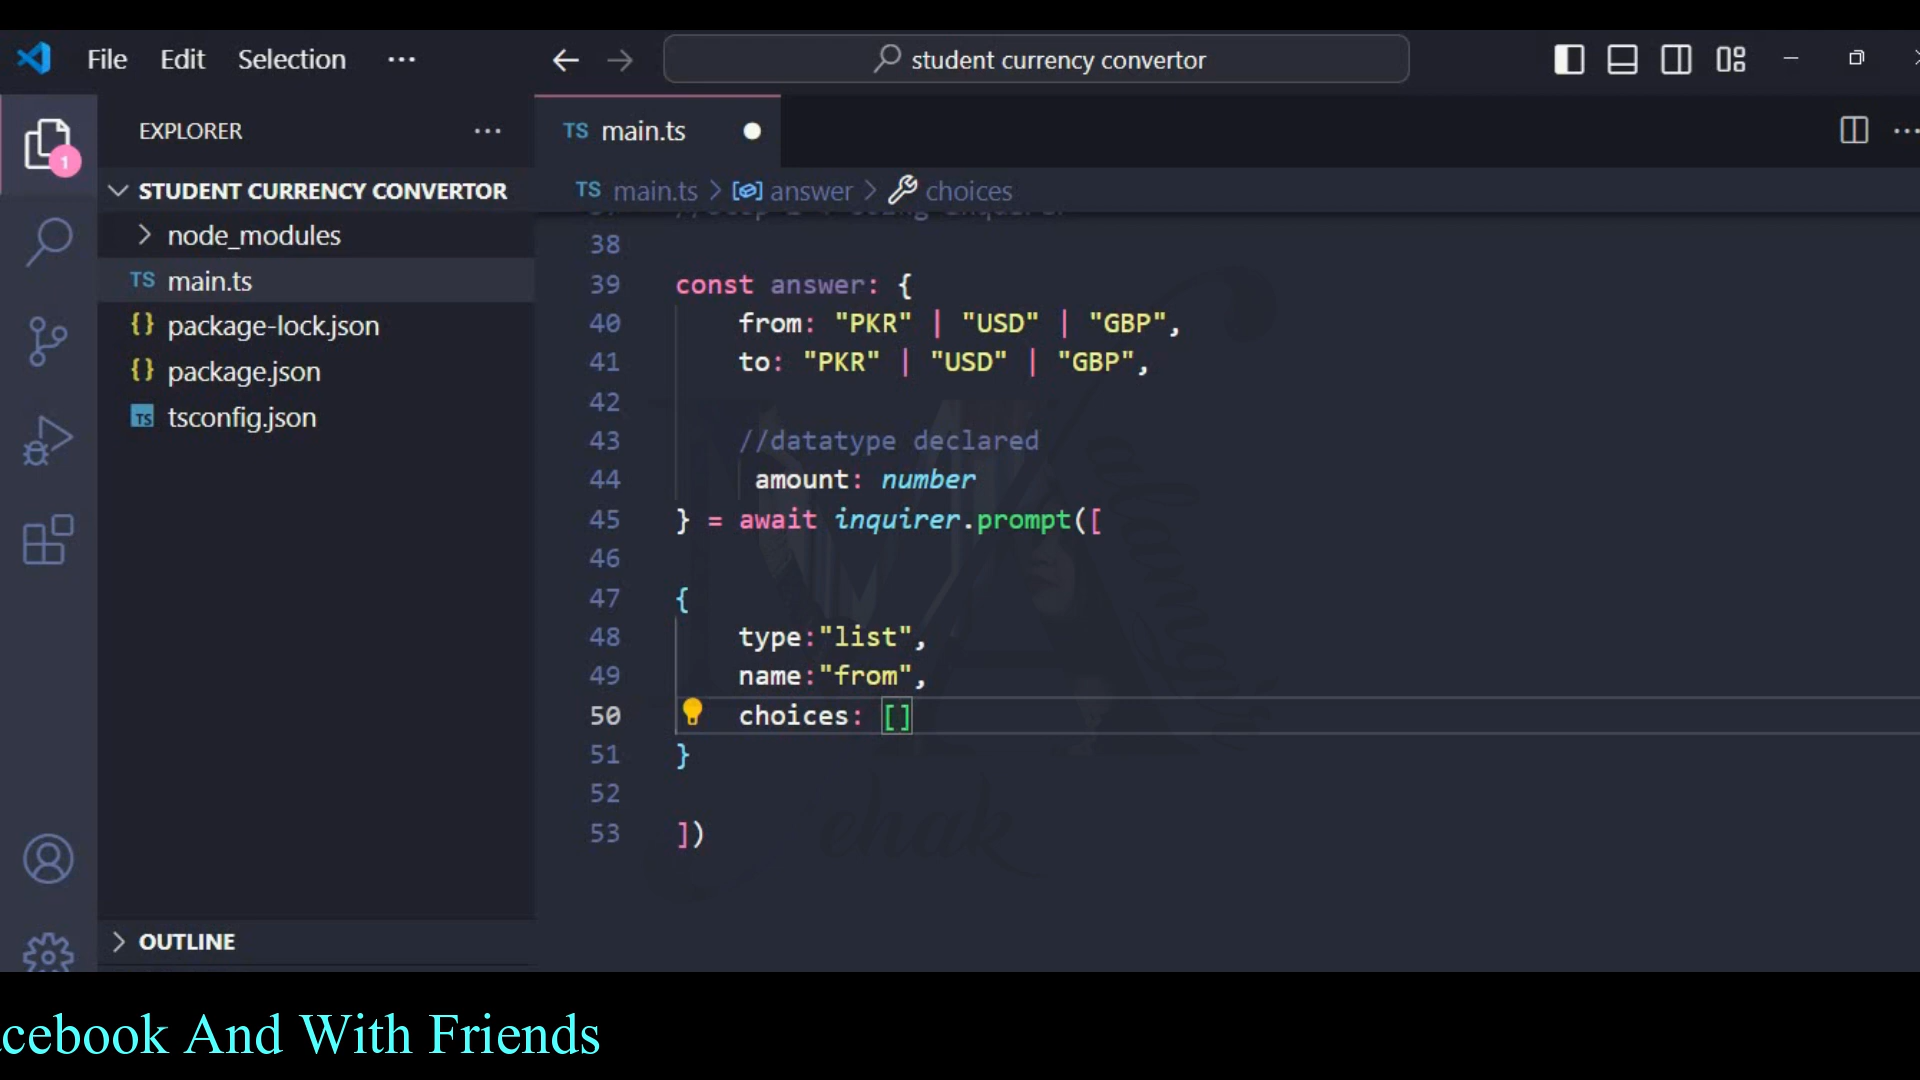 File Edit Selection ···
student currency convertor
EXPLORER ···
1
STUDENT CURRENCY CONVERTOR
node_modules
TS main.ts
{} package-lock.json
{} package.json
TS tsconfig.json
OUTLINE
TS main.ts
TS main.ts > answer > choices
38
39 const answer: {
40 from: "PKR" | "USD" | "GBP",
41 to: "PKR" | "USD" | "GBP",
42
43 //datatype declared
44 amount: number
45 } = await inquirer.prompt([
46
47 {
48 type:"list",
49 name:"from",
50 choices: []
51 }
52
53 ])
cebook And With Friends